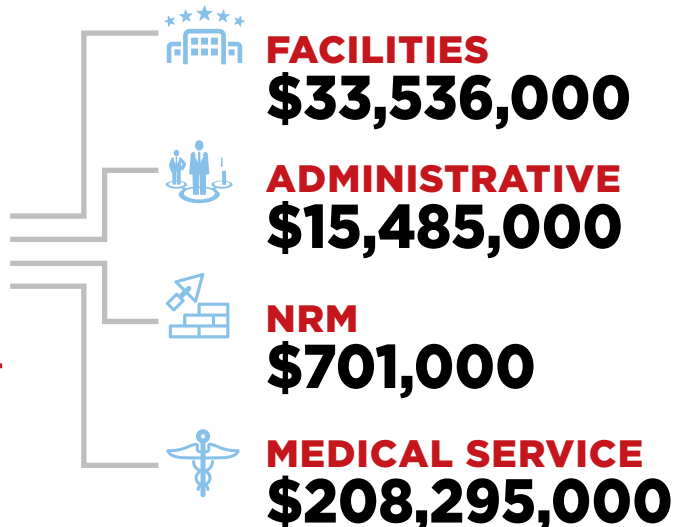 FACILITIES
$33,536,000
ADMINISTRATIVE
$15,485,000
NRM
$701,000
MEDICAL SERVICE
$208,295,000